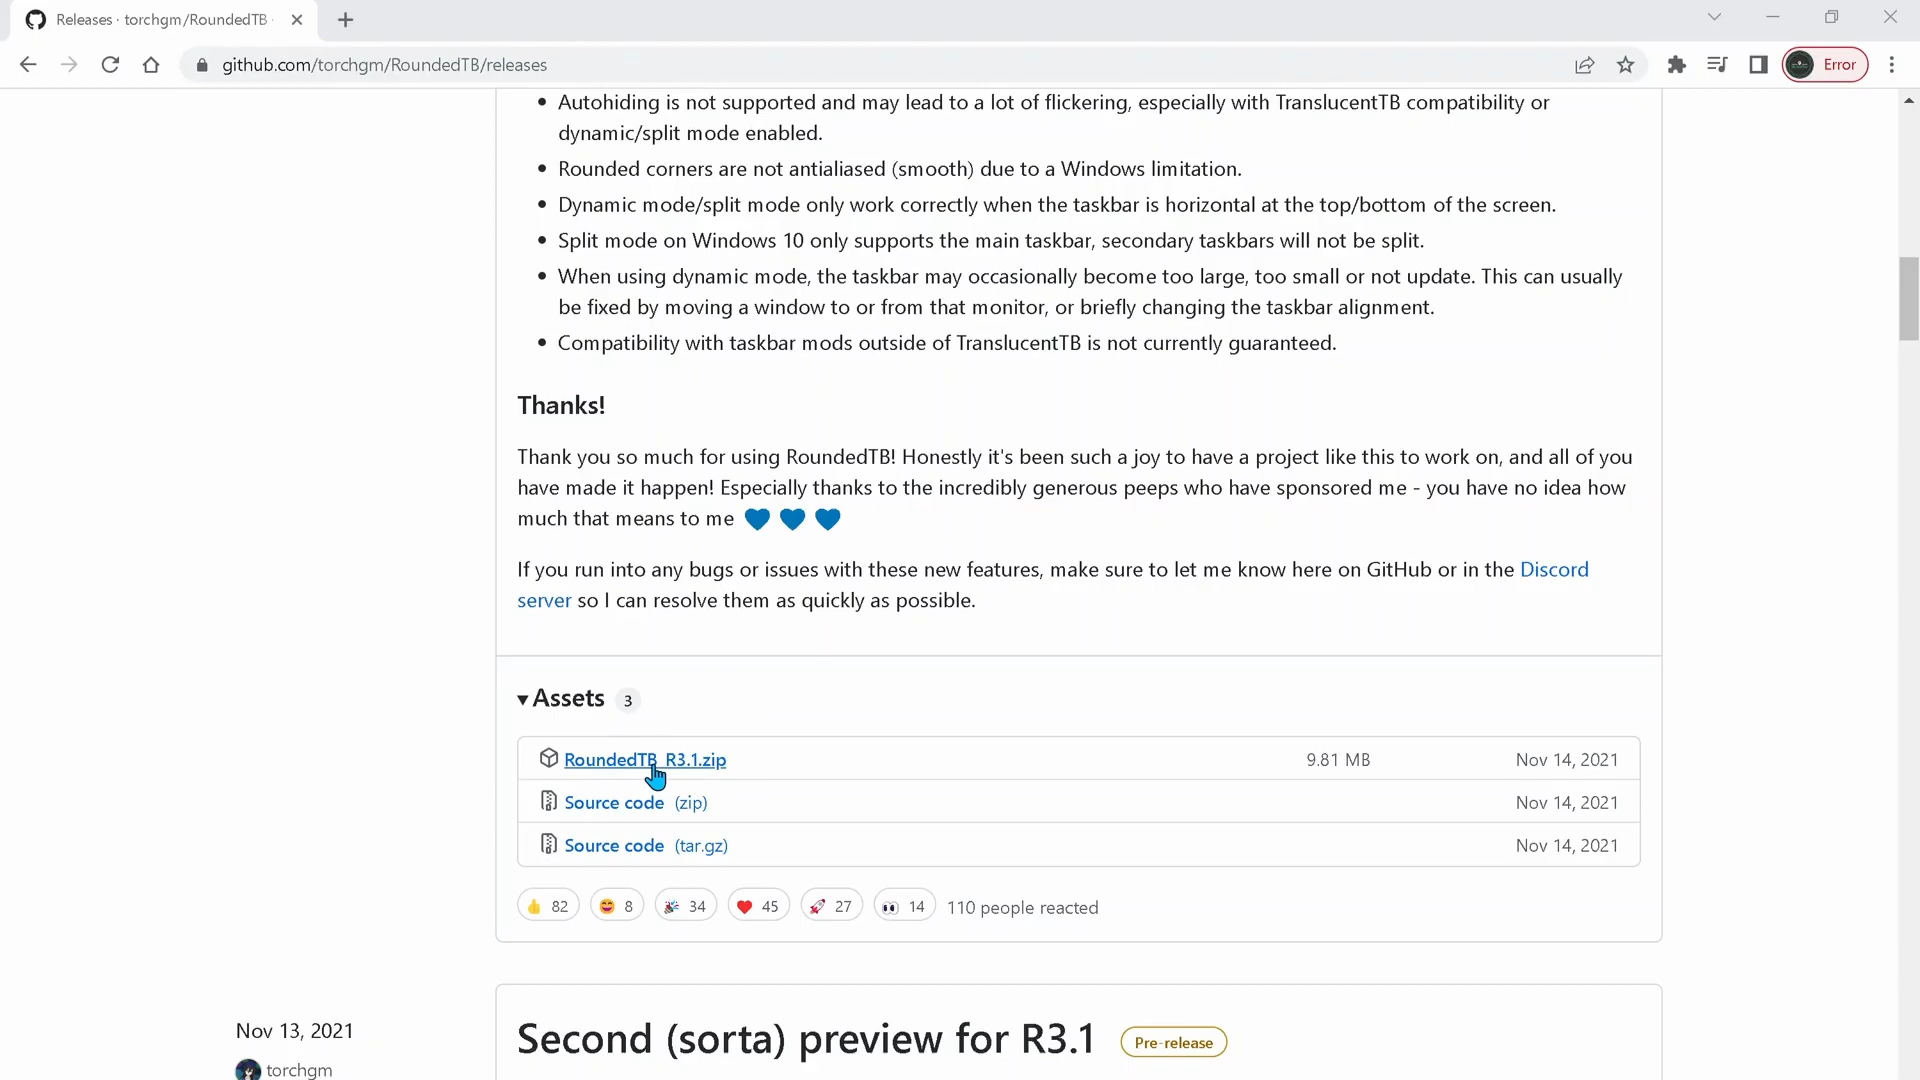 Releases · torchgm/RoundedTB
github.com/torchgm/RoundedTB/releases
Error
• Autohiding is not supported and may lead to a lot of flickering, especially with TranslucentTB compatibility or
dynamic/split mode enabled.
• Rounded corners are not antialiased (smooth) due to a Windows limitation.
• Dynamic mode/split mode only work correctly when the taskbar is horizontal at the top/bottom of the screen.
• Split mode on Windows 10 only supports the main taskbar, secondary taskbars will not be split.
• When using dynamic mode, the taskbar may occasionally become too large, too small or not update. This can usually
be fixed by moving a window to or from that monitor, or briefly changing the taskbar alignment.
• Compatibility with taskbar mods outside of TranslucentTB is not currently guaranteed.
Thanks!
Thank you so much for using RoundedTB! Honestly it's been such a joy to have a project like this to work on, and all of you
have made it happen! Especially thanks to the incredibly generous peeps who have sponsored me - you have no idea how
much that means to me 💙 💙 💙
If you run into any bugs or issues with these new features, make sure to let me know here on GitHub or in the Discord
server so I can resolve them as quickly as possible.
Assets 3
RoundedTB_R3.1.zip 9.81 MB Nov 14, 2021
Source code (zip) Nov 14, 2021
Source code (tar.gz) Nov 14, 2021
👍 82 😄 8 🎉 34 ❤️ 45 🚀 27 👀 14 110 people reacted
Nov 13, 2021
torchgm
Second (sorta) preview for R3.1 Pre-release